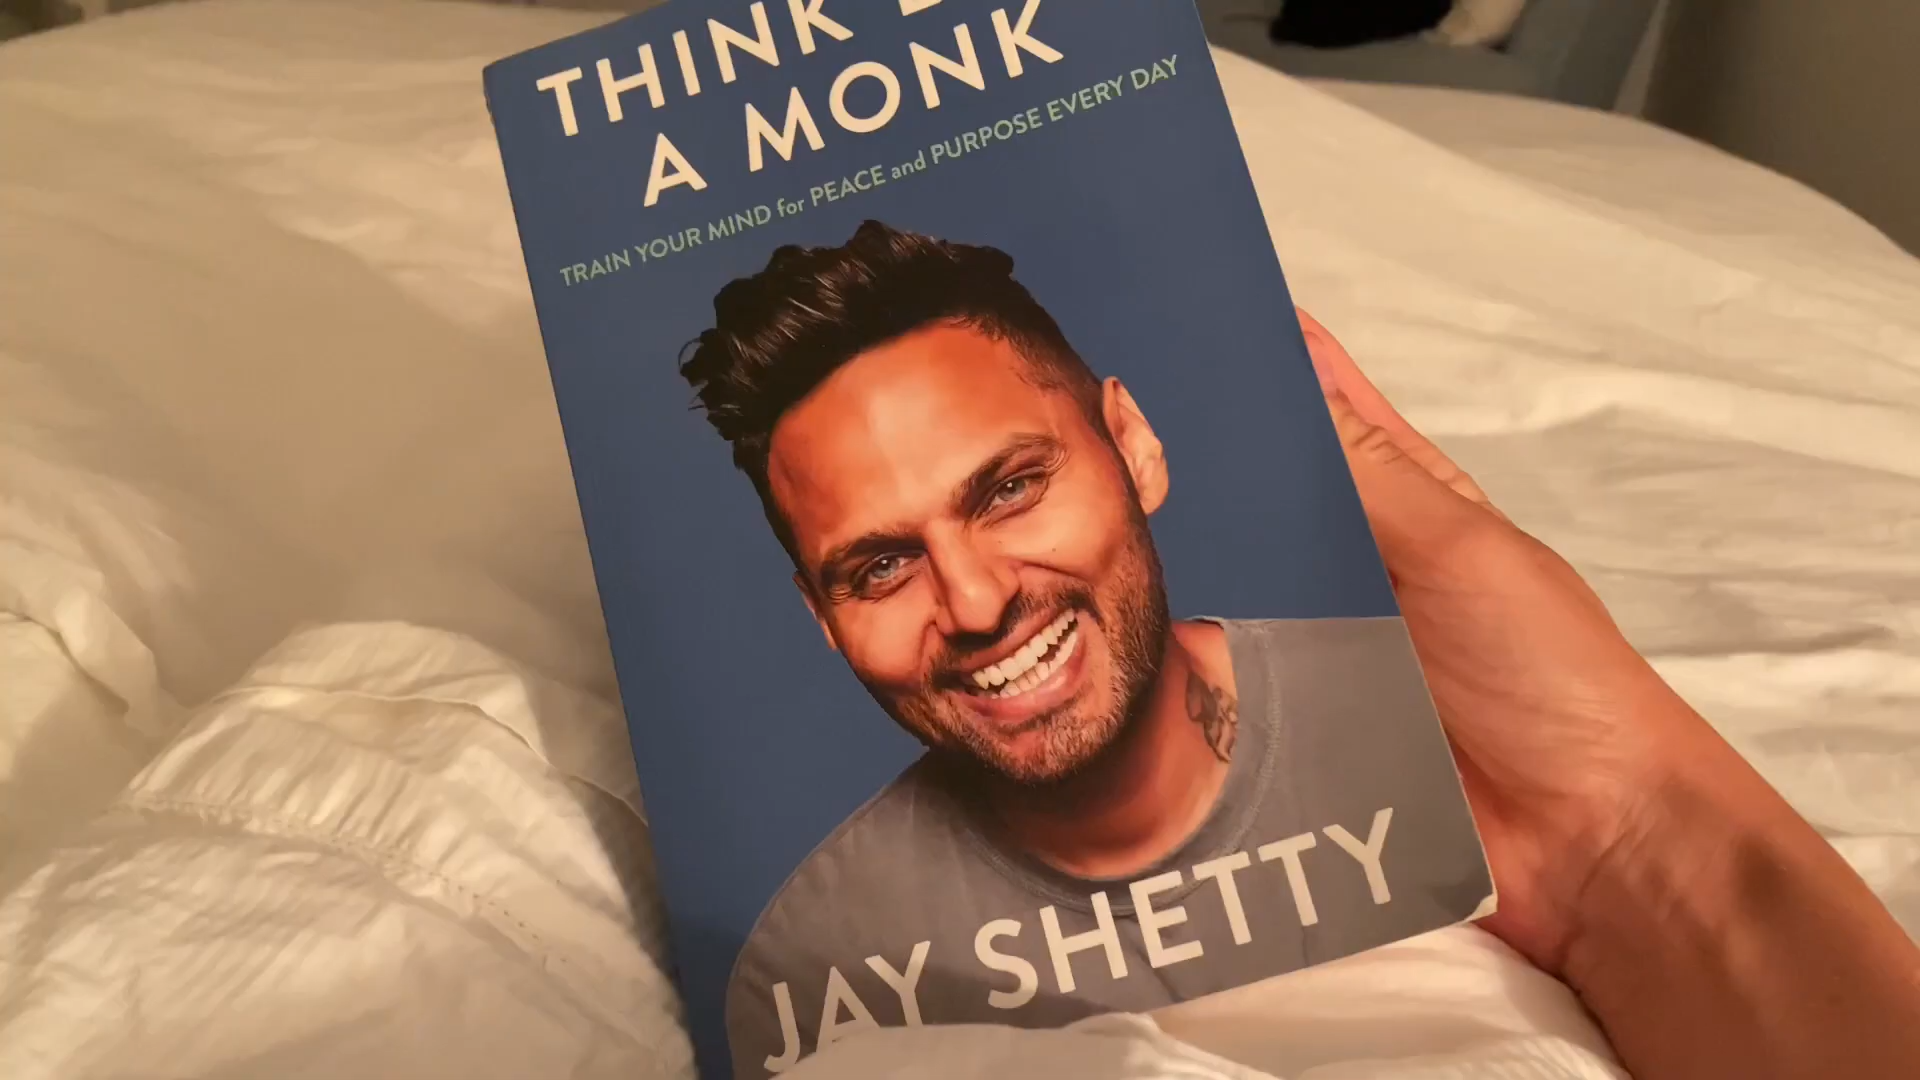 THINK
A MONK
TRAIN YOUR MIND for PEACE and PURPOSE EVERY DAY
JAY SHETTY